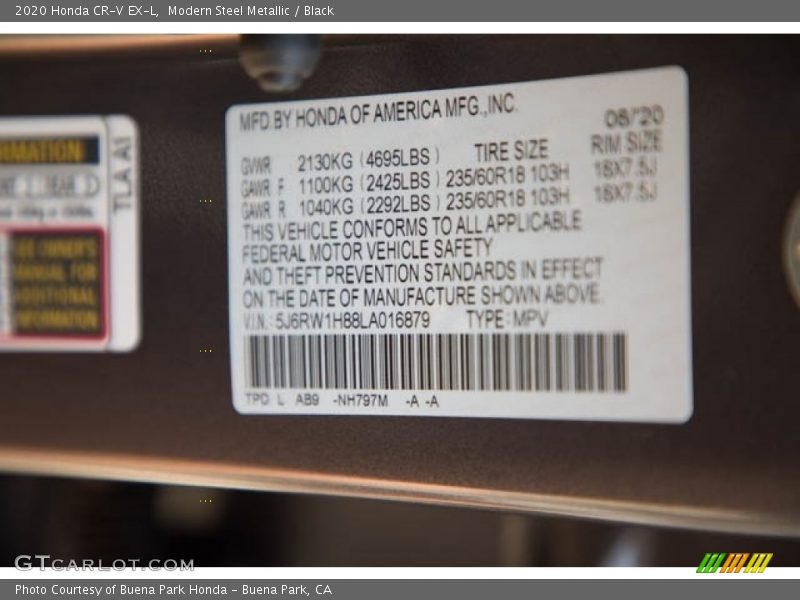 2020 Honda CR-V EX-L, Modern Steel Metallic / Black
MFD.BY HONDA OF AMERICA MFG.,INC.
08/'20
GVWR 2130KG (4695LBS) TIRE SIZE RIM SIZE
GAWR F 1100KG (2425LBS) 235/60R18 103H 18X7.5J
GAWR R 1040KG (2292LBS) 235/60R18 103H 18X7.5J
THIS VEHICLE CONFORMS TO ALL APPLICABLE
FEDERAL MOTOR VEHICLE SAFETY
AND THEFT PREVENTION STANDARDS IN EFFECT
ON THE DATE OF MANUFACTURE SHOWN ABOVE.
V.I.N.: 5J6RW1H88LA016879 TYPE: MPV
TPD L AB9 -NH797M -A -A
TLA A1
SEE OWNER'S
MANUAL FOR
ADDITIONAL
INFORMATION
GTCARLOT.COM
Photo Courtesy of Buena Park Honda - Buena Park, CA